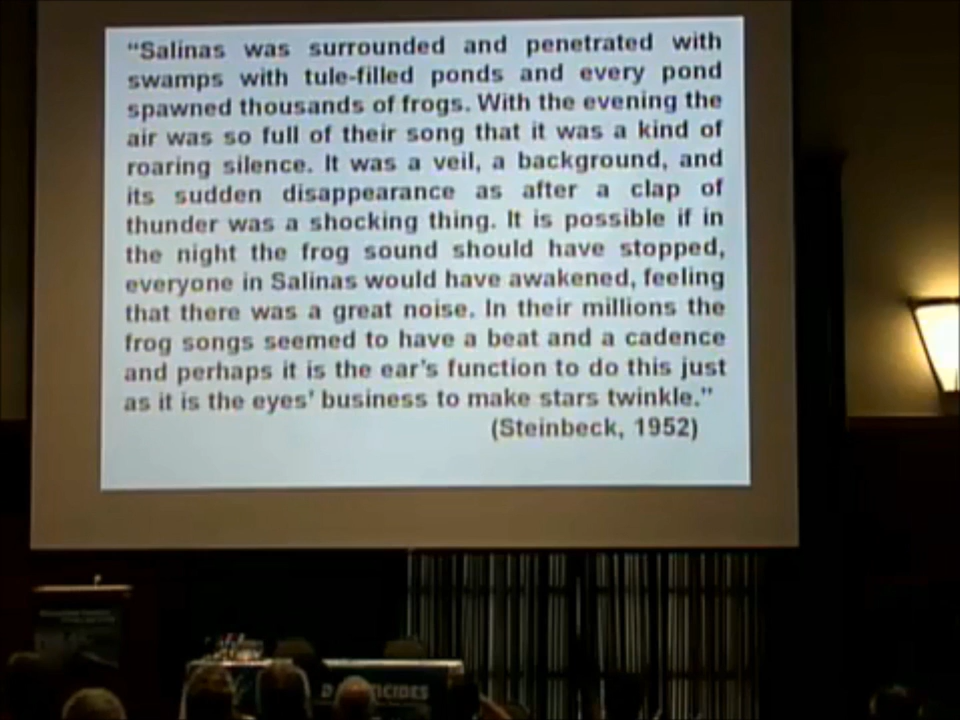 “Salinas was surrounded and penetrated with
swamps with tule-filled ponds and every pond
spawned thousands of frogs. With the evening the
air was so full of their song that it was a kind of
roaring silence. It was a veil, a background, and
its sudden disappearance as after a clap of
thunder was a shocking thing. It is possible if in
the night the frog sound should have stopped,
everyone in Salinas would have awakened, feeling
that there was a great noise. In their millions the
frog songs seemed to have a beat and a cadence
and perhaps it is the ear’s function to do this just
as it is the eyes’ business to make stars twinkle.”
(Steinbeck, 1952)